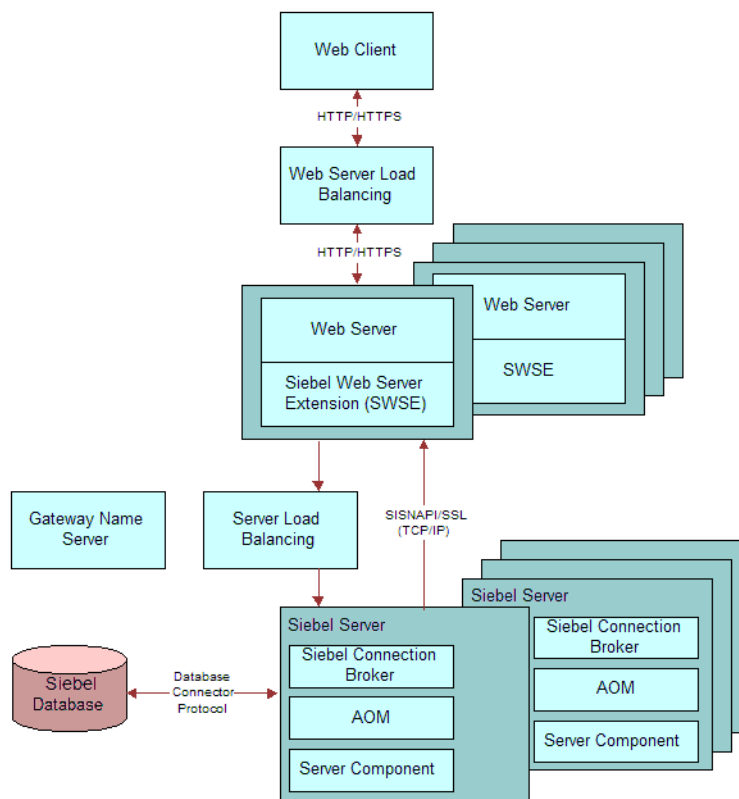 Web Client
HTTP/HTTPS
Web Server Load
Balancing
HTTP/HTTPS
Web Server
Siebel Web Server
Extension (SWSE)
Web Server
SWSE
Gateway Name
Server
Server Load
Balancing
SISNAPI/SSL
(TCP/IP)
Siebel Server
Siebel Connection
Broker
AOM
Server Component
Siebel Server
Siebel Connection
Broker
AOM
Server Component
Siebel
Database
Database
Connector
Protocol